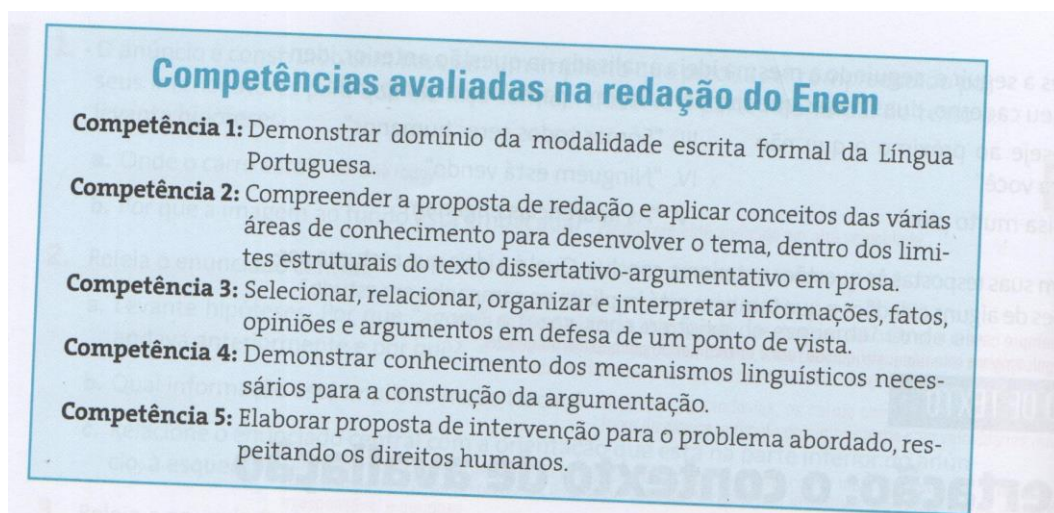 Competências avaliadas na redação do Enem
Competência 1: Demonstrar domínio da modalidade escrita formal da Língua
Portuguesa.
Competência 2: Compreender a proposta de redação e aplicar conceitos das várias
áreas de conhecimento para desenvolver o tema, dentro dos limi-
tes estruturais do texto dissertativo-argumentativo em prosa.
Competência 3: Selecionar, relacionar, organizar e interpretar informações, fatos,
opiniões e argumentos em defesa de um ponto de vista.
Competência 4: Demonstrar conhecimento dos mecanismos linguísticos neces-
sários para a construção da argumentação.
Competência 5: Elaborar proposta de intervenção para o problema abordado, res-
peitando os direitos humanos.